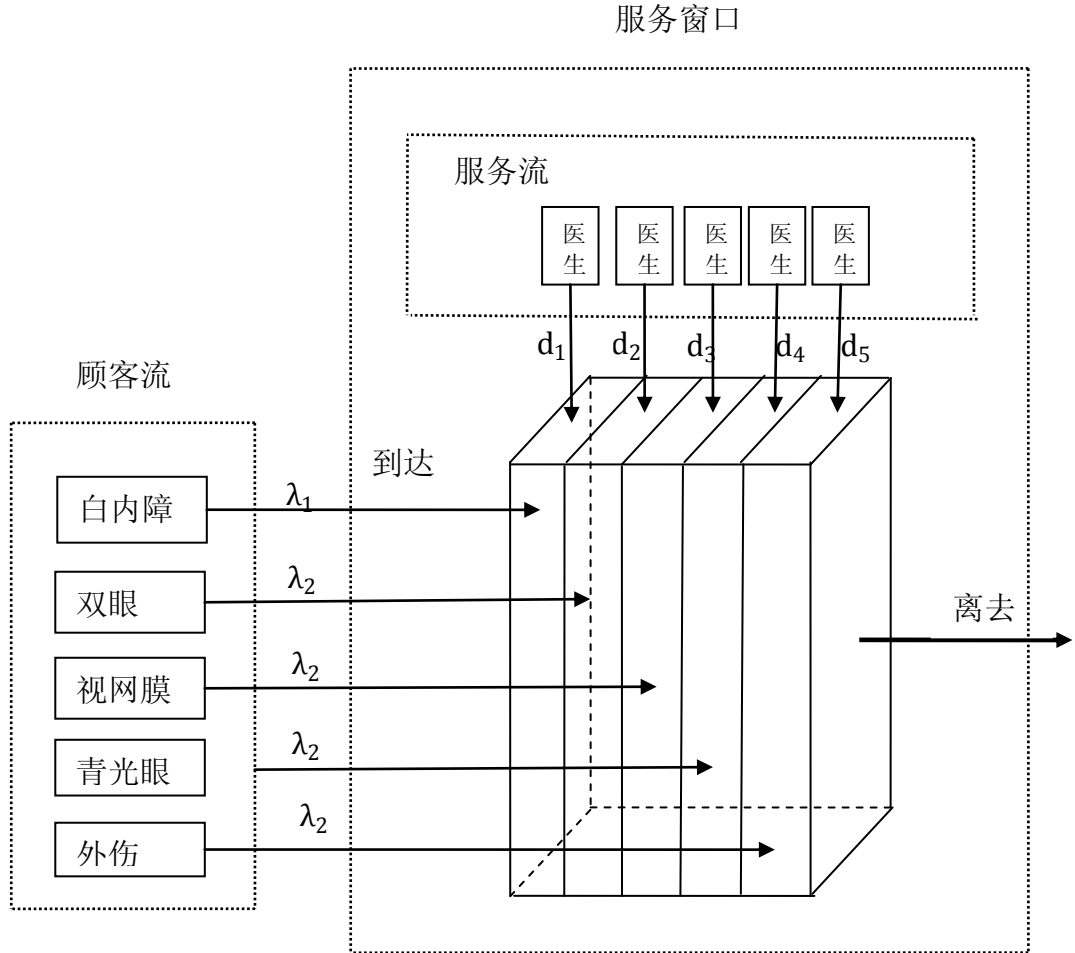 服务窗口
服务流
医生
医生
医生
医生
医生
d₁
d₂
d₃
d₄
d₅
顾客流
到达
白内障
λ₁
双眼
λ₂
离去
视网膜
λ₂
青光眼
λ₂
外伤
λ₂